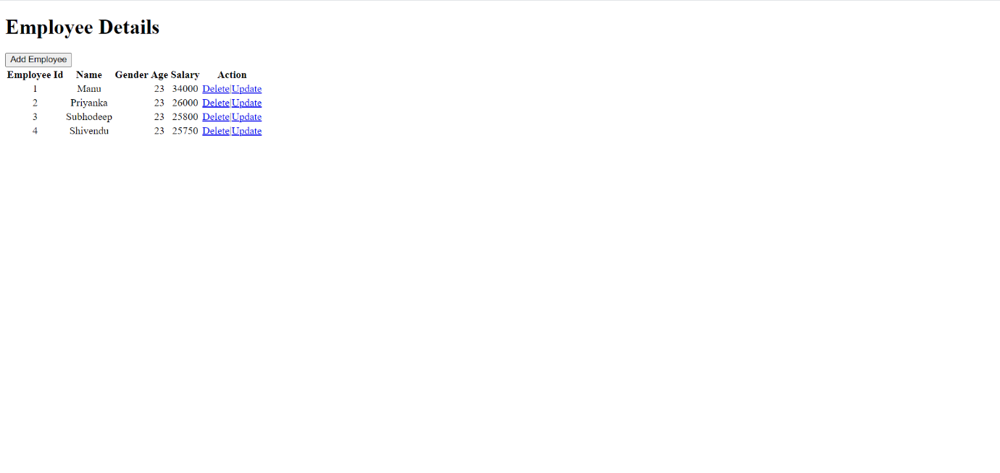 Employee Details
Add Employee
Employee Id Name Gender Age Salary Action
1 Manu 23 34000 Delete|Update
2 Priyanka 23 26000 Delete|Update
3 Subhodeep 23 25800 Delete|Update
4 Shivendu 23 25750 Delete|Update